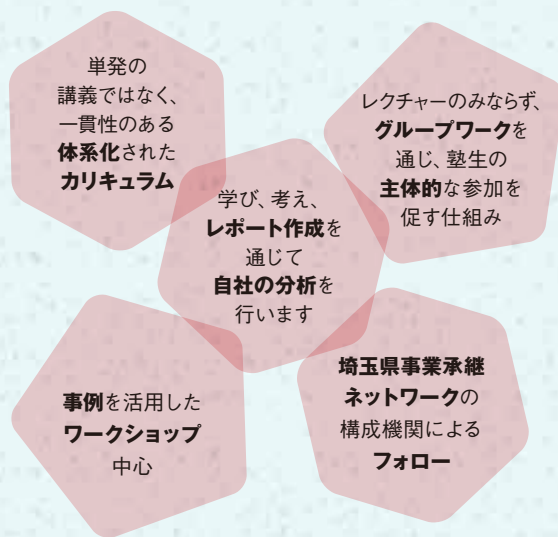 単発の
講義ではなく、
一貫性のある
体系化された
カリキュラム
レクチャーのみならず、
グループワークを
通じ、塾生の
主体的な参加を
促す仕組み
学び、考え、
レポート作成を
通じて
自社の分析を
行います
事例を活用した
ワークショップ
中心
埼玉県事業承継
ネットワークの
構成機関による
フォロー